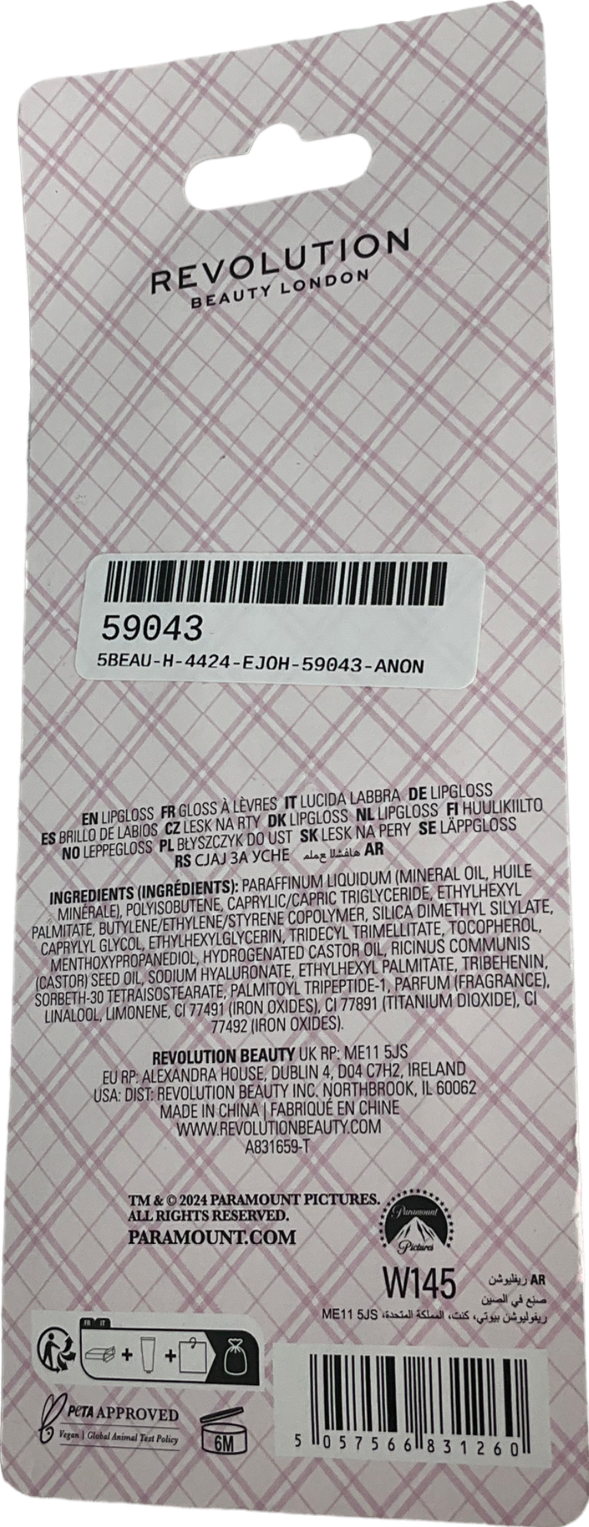 REVOLUTION
BEAUTY LONDON
59043
5BEAU-H-4424-EJOH-59043-ANON
EN LIPGLOSS FR GLOSS À LÈVRES IT LUCIDA LABBRA DE LIPGLOSS
ES BRILLO DE LABIOS CZ LESK NA RTY DK LIPGLOSS NL LIPGLOSS FI HUULIKIILTO
NO LEPPEGLOSS PL BŁYSZCZYK DO UST SK LESK NA PERY SE LÄPPGLOSS
RS СЈАЈ ЗА УСНЕ AR
INGREDIENTS (INGRÉDIENTS): PARAFFINUM LIQUIDUM (MINERAL OIL, HUILE
MINÉRALE), POLYISOBUTENE, CAPRYLIC/CAPRIC TRIGLYCERIDE, ETHYLHEXYL
PALMITATE, BUTYLENE/ETHYLENE/STYRENE COPOLYMER, SILICA DIMETHYL SILYLATE,
CAPRYLYL GLYCOL, ETHYLHEXYLGLYCERIN, TRIDECYL TRIMELLITATE, TOCOPHEROL,
MENTHOXYPROPANEDIOL, HYDROGENATED CASTOR OIL, RICINUS COMMUNIS
(CASTOR) SEED OIL, SODIUM HYALURONATE, ETHYLHEXYL PALMITATE, TRIBEHENIN,
SORBETH-30 TETRAISOSTEARATE, PALMITOYL TRIPEPTIDE-1, PARFUM (FRAGRANCE),
LINALOOL, LIMONENE, CI 77491 (IRON OXIDES), CI 77891 (TITANIUM DIOXIDE), CI
77492 (IRON OXIDES).
REVOLUTION BEAUTY UK RP: ME11 5JS
EU RP: ALEXANDRA HOUSE, DUBLIN 4, D04 C7H2, IRELAND
USA: DIST: REVOLUTION BEAUTY INC. NORTHBROOK, IL 60062
MADE IN CHINA | FABRIQUÉ EN CHINE
WWW.REVOLUTIONBEAUTY.COM
A831659-T
TM & © 2024 PARAMOUNT PICTURES.
ALL RIGHTS RESERVED.
PARAMOUNT.COM
Paramount
Pictures
W145
AR ريفليوشن
صنع في الصين
ريفوليوشن بيوتي، كنت، المملكة المتحدة، ME11 5JS
FR IT
PETA APPROVED
Vegan | Global Animal Test Policy
6M
5 057566 831260